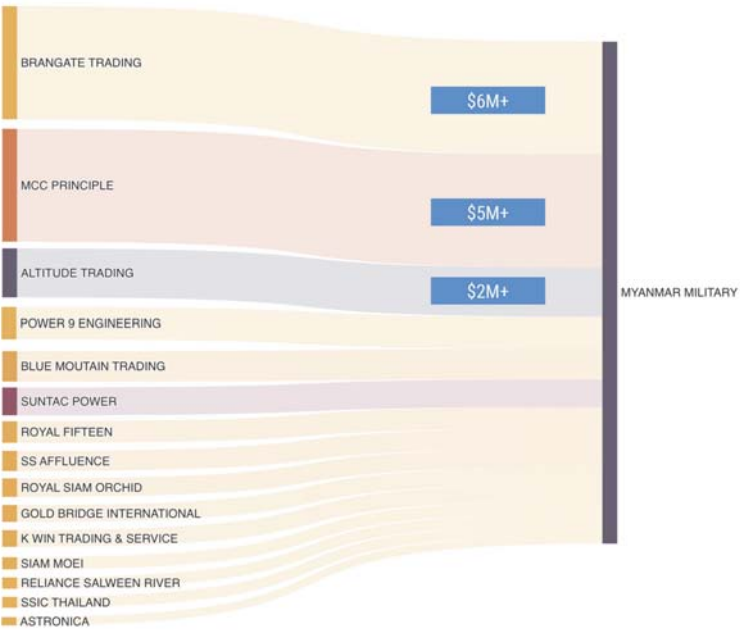 BRANGATE TRADING
$6M+
MCC PRINCIPLE
$5M+
ALTITUDE TRADING
$2M+
MYANMAR MILITARY
POWER 9 ENGINEERING
BLUE MOUTAIN TRADING
SUNTAC POWER
ROYAL FIFTEEN
SS AFFLUENCE
ROYAL SIAM ORCHID
GOLD BRIDGE INTERNATIONAL
K WIN TRADING & SERVICE
SIAM MOEI
RELIANCE SALWEEN RIVER
SSIC THAILAND
ASTRONICA